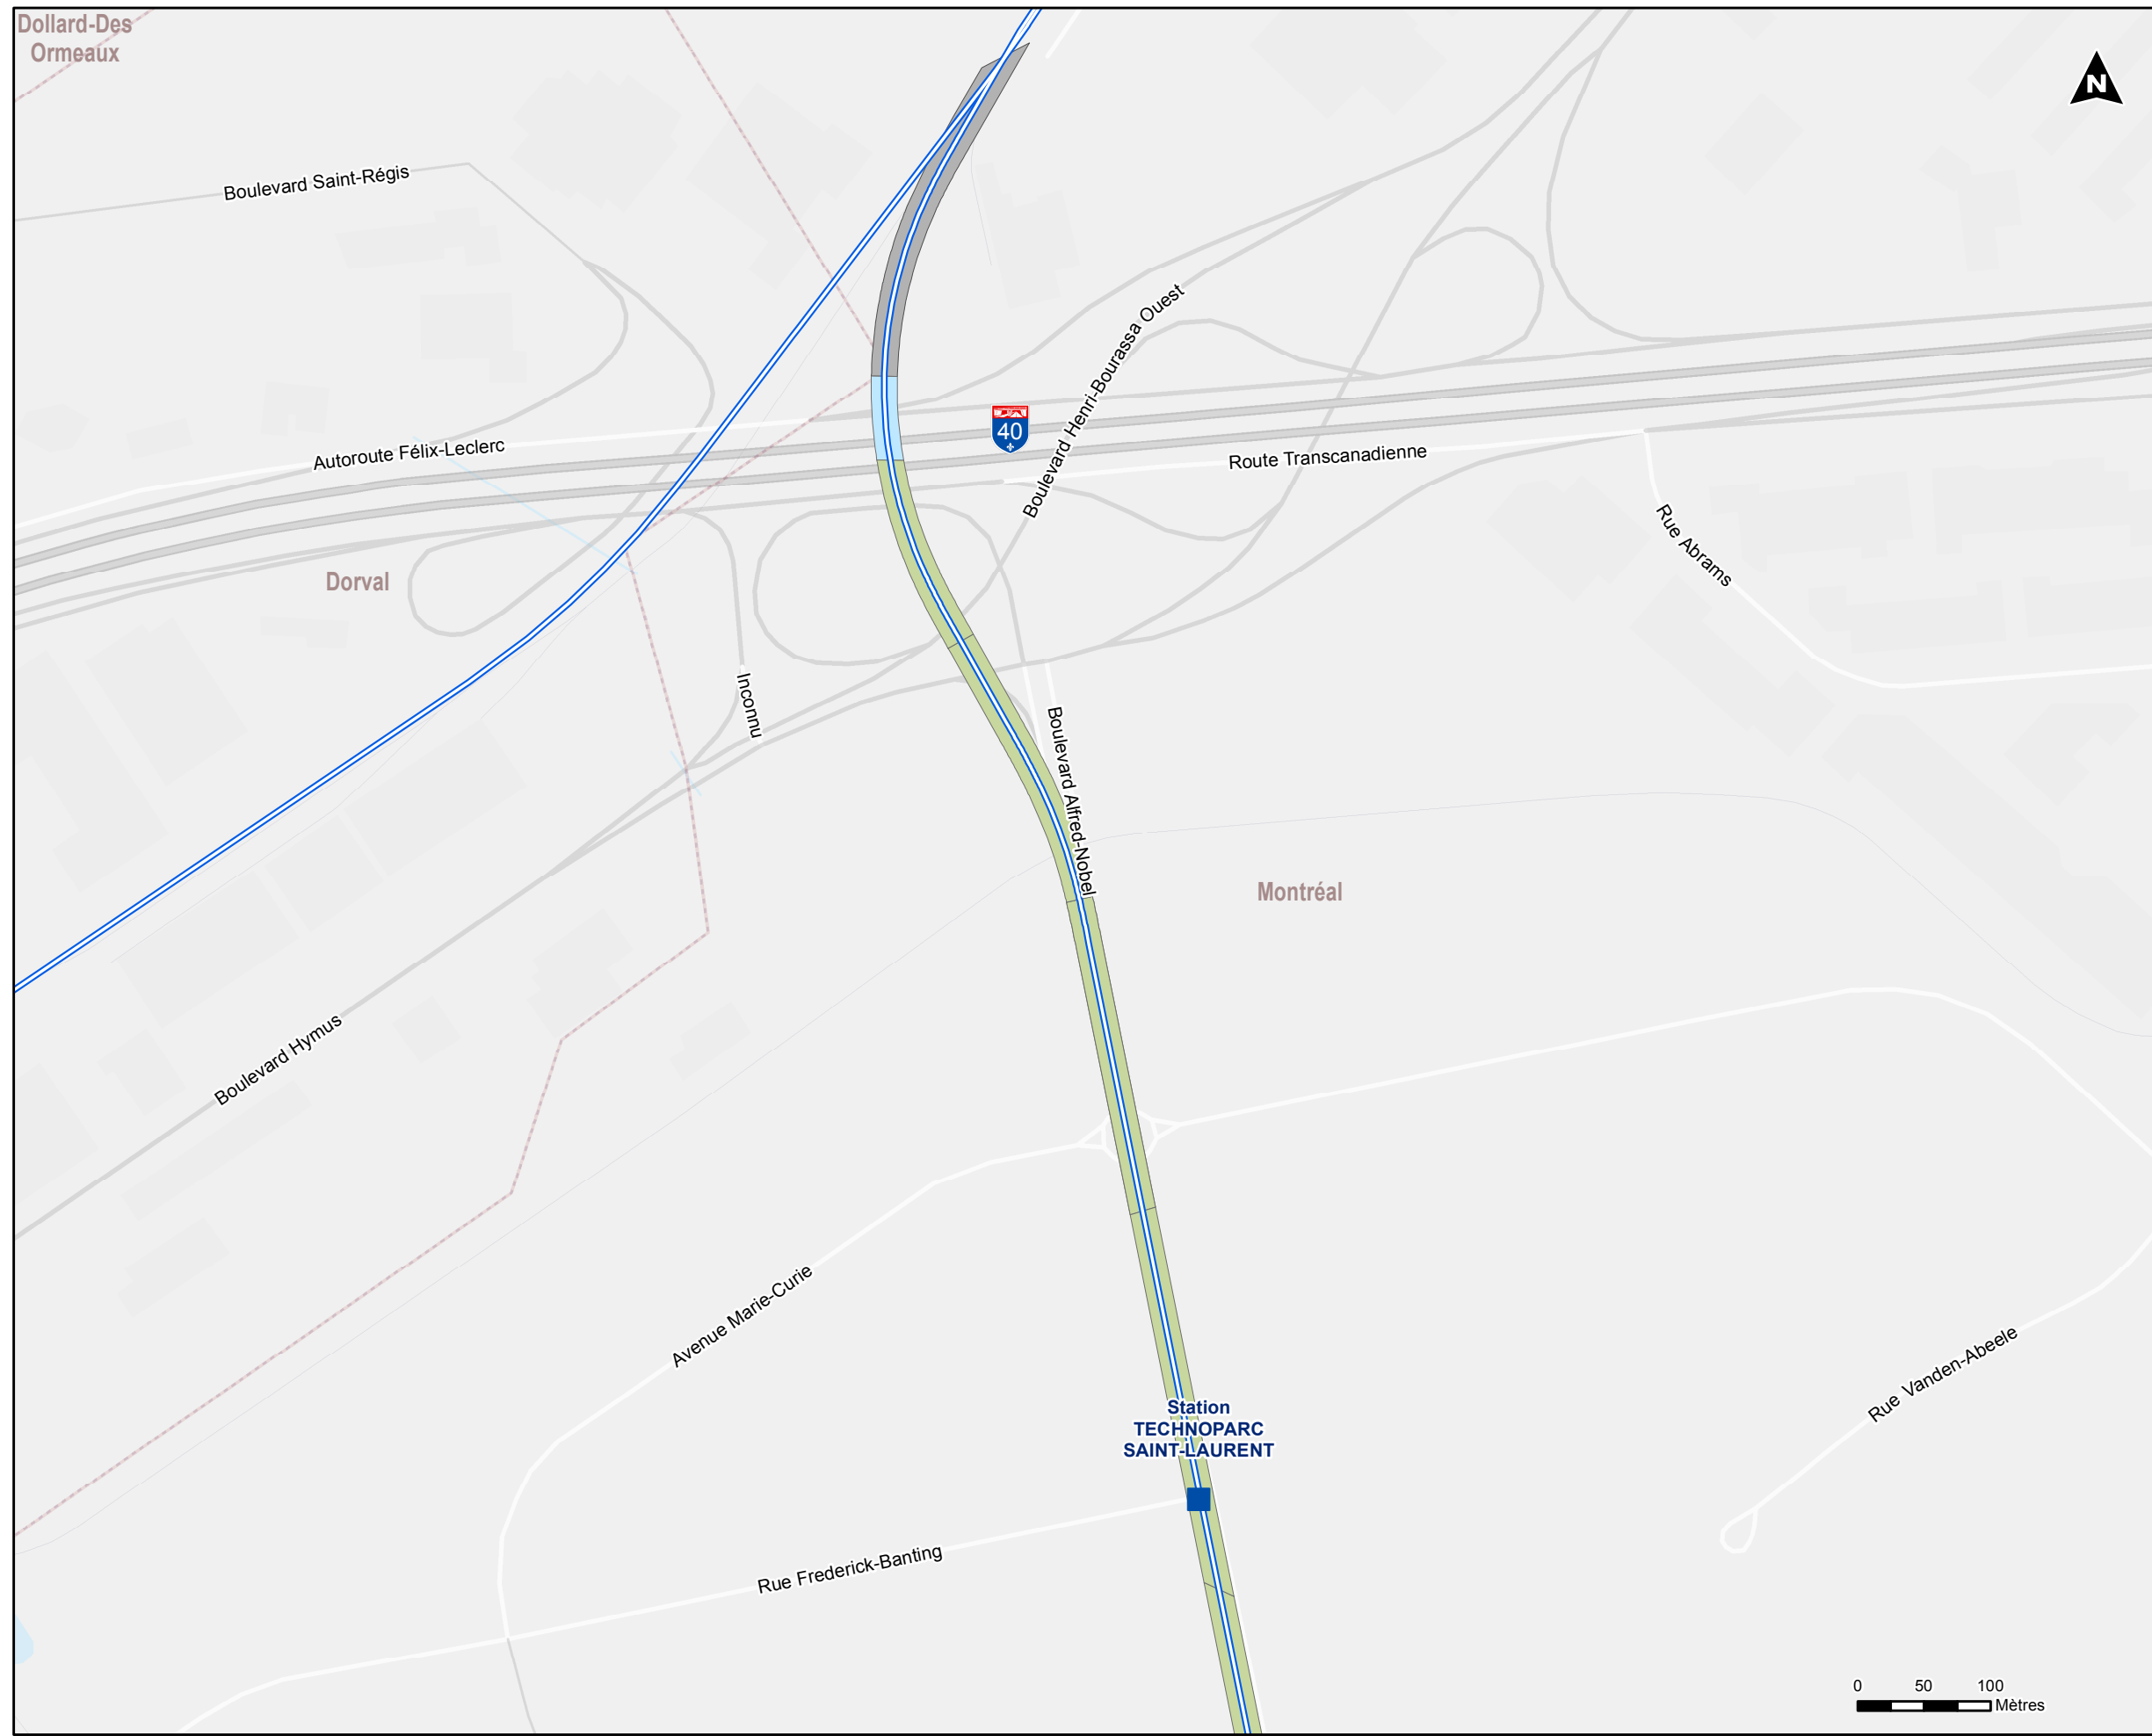 Dollard-Des
Ormeaux
N
Boulevard Saint-Régis
Boulevard Henri-Bourassa Ouest
40
Autoroute Félix-Leclerc
Route Transcanadienne
Rue Abrams
Dorval
Inconnu
Boulevard Alfred-Nobel
Montréal
Boulevard Hymus
Avenue Marie-Curie
Rue Vanden-Abeele
Station
TECHNOPARC
SAINT-LAURENT
Rue Frederick-Banting
0 50 100
Mètres